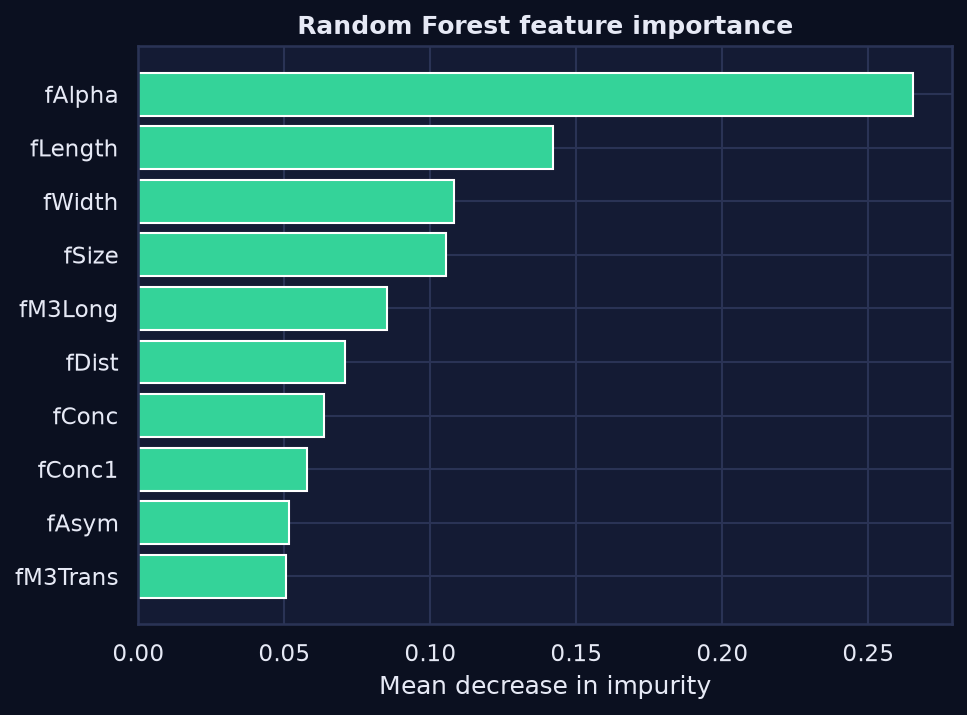 Random Forest feature importance
fAlpha
fLength
fWidth
fSize
fM3Long
fDist
fConc
fConc1
fAsym
fM3Trans
0.00 0.05 0.10 0.15 0.20 0.25
Mean decrease in impurity